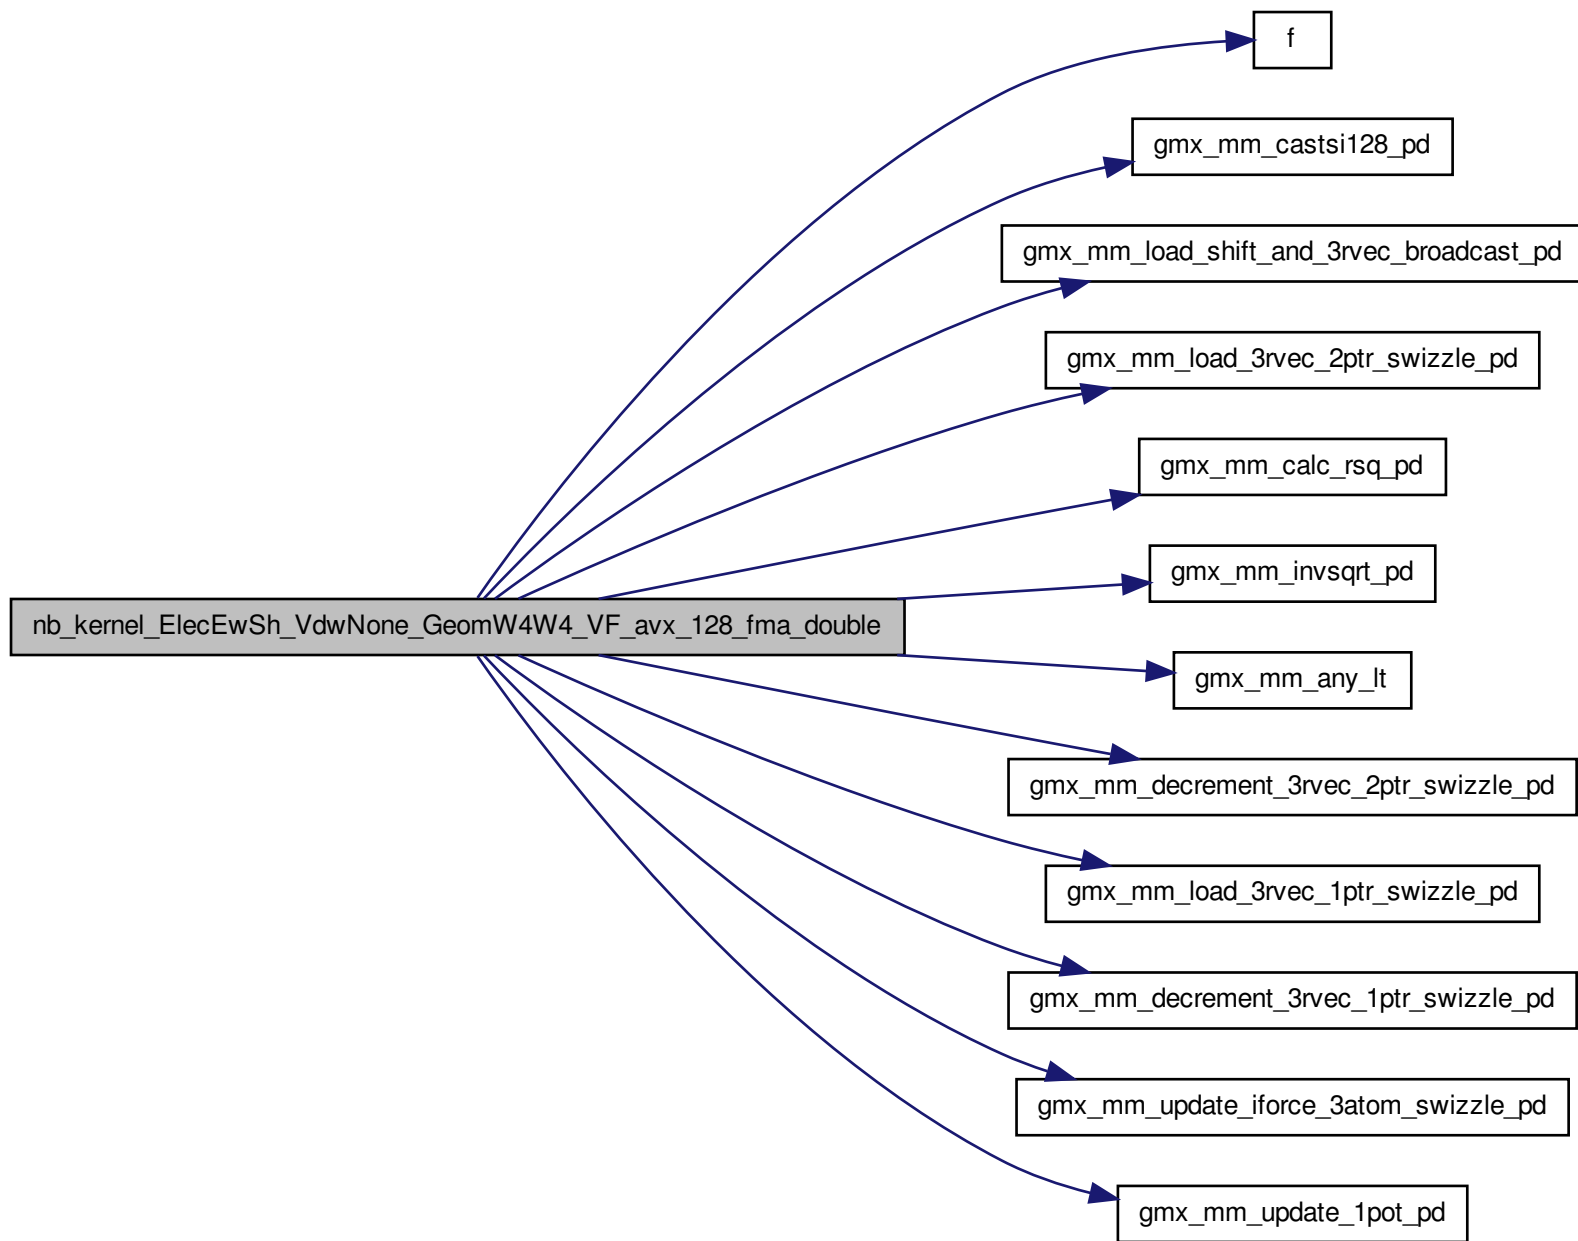 f
gmx_mm_castsi128_pd
gmx_mm_load_shift_and_3rvec_broadcast_pd
gmx_mm_load_3rvec_2ptr_swizzle_pd
gmx_mm_calc_rsq_pd
gmx_mm_invsqrt_pd
nb_kernel_ElecEwSh_VdwNone_GeomW4W4_VF_avx_128_fma_double
gmx_mm_any_lt
gmx_mm_decrement_3rvec_2ptr_swizzle_pd
gmx_mm_load_3rvec_1ptr_swizzle_pd
gmx_mm_decrement_3rvec_1ptr_swizzle_pd
gmx_mm_update_iforce_3atom_swizzle_pd
gmx_mm_update_1pot_pd